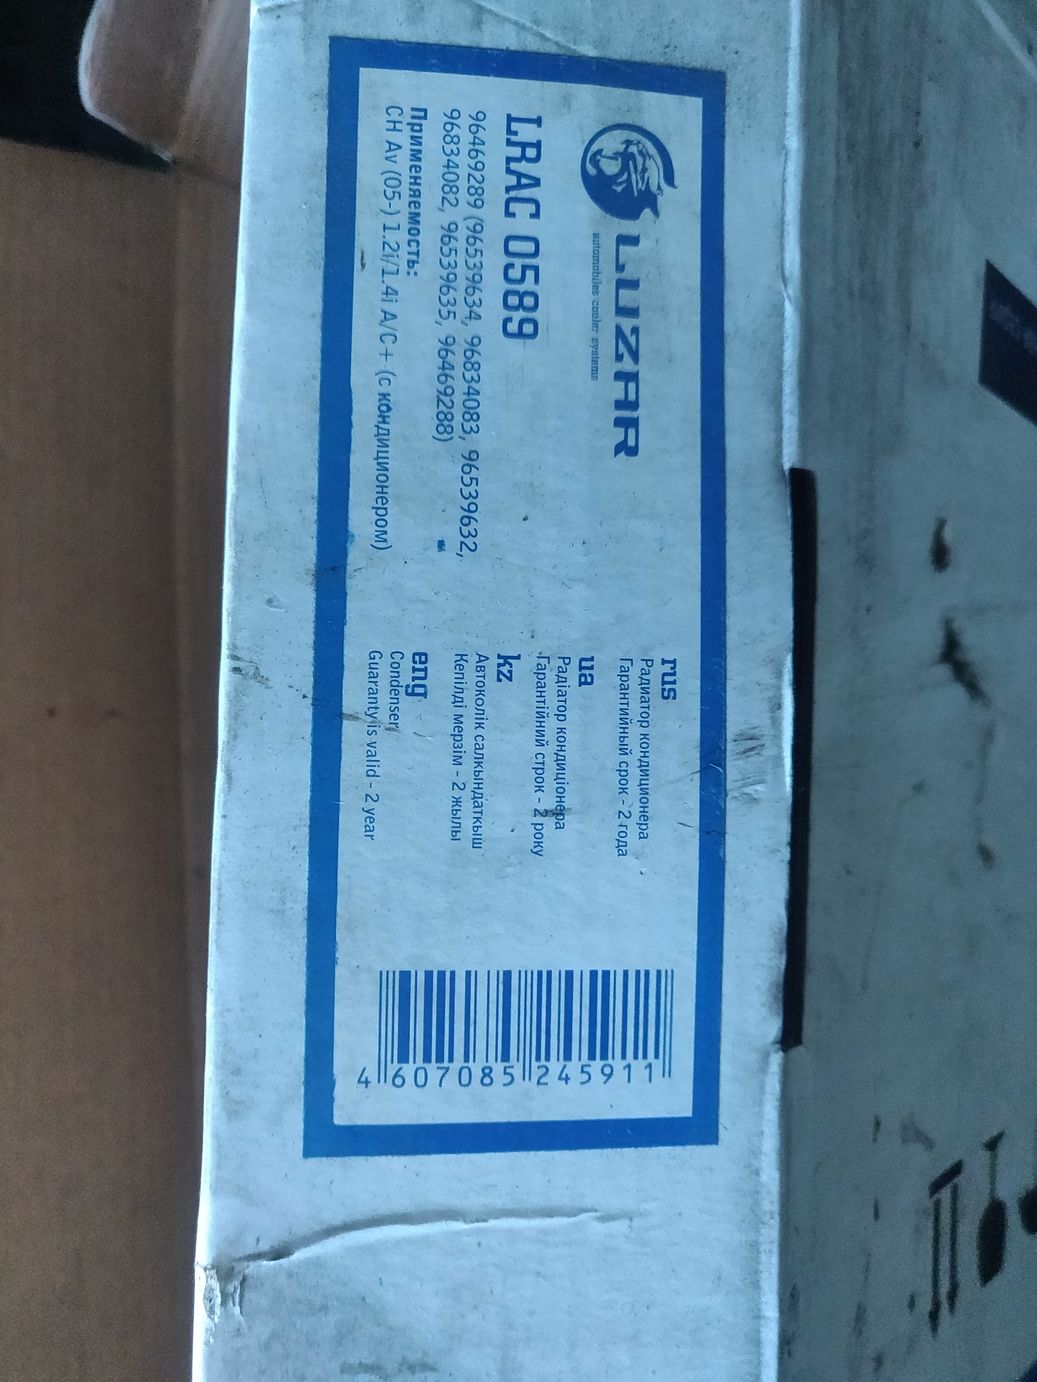 LUZAR
automobiles cooler systems
LRAC 0589
96469289 (96539634, 96834083, 96539632,
96834082, 96539635, 96469288)
Применяемость:
CH Av (05-) 1.2i/1.4i A/C+ (с кондиционером)
rus
Радиатор кондиционера
Гарантийный срок - 2 года
ua
Радіатор кондиціонера
Гарантійний строк - 2 року
kz
Автоколік салкындаткыш
Кепілді мерзім - 2 жылы
eng
Condenser
Guaranty is valid - 2 year
4 607085 245911